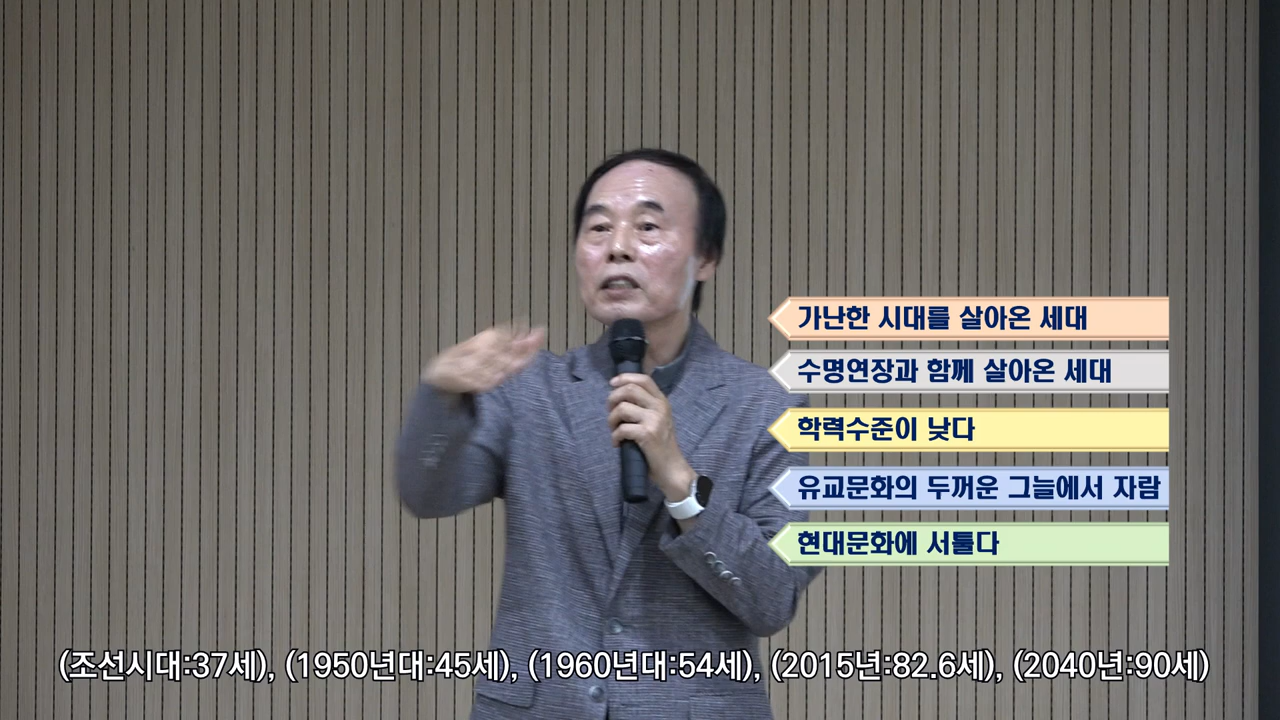 가난한 시대를 살아온 세대
수명연장과 함께 살아온 세대
학력수준이 낮다
유교문화의 두꺼운 그늘에서 자람
현대문화에 서툴다
(조선시대:37세), (1950년대:45세), (1960년대:54세), (2015년:82.6세), (2040년:90세)